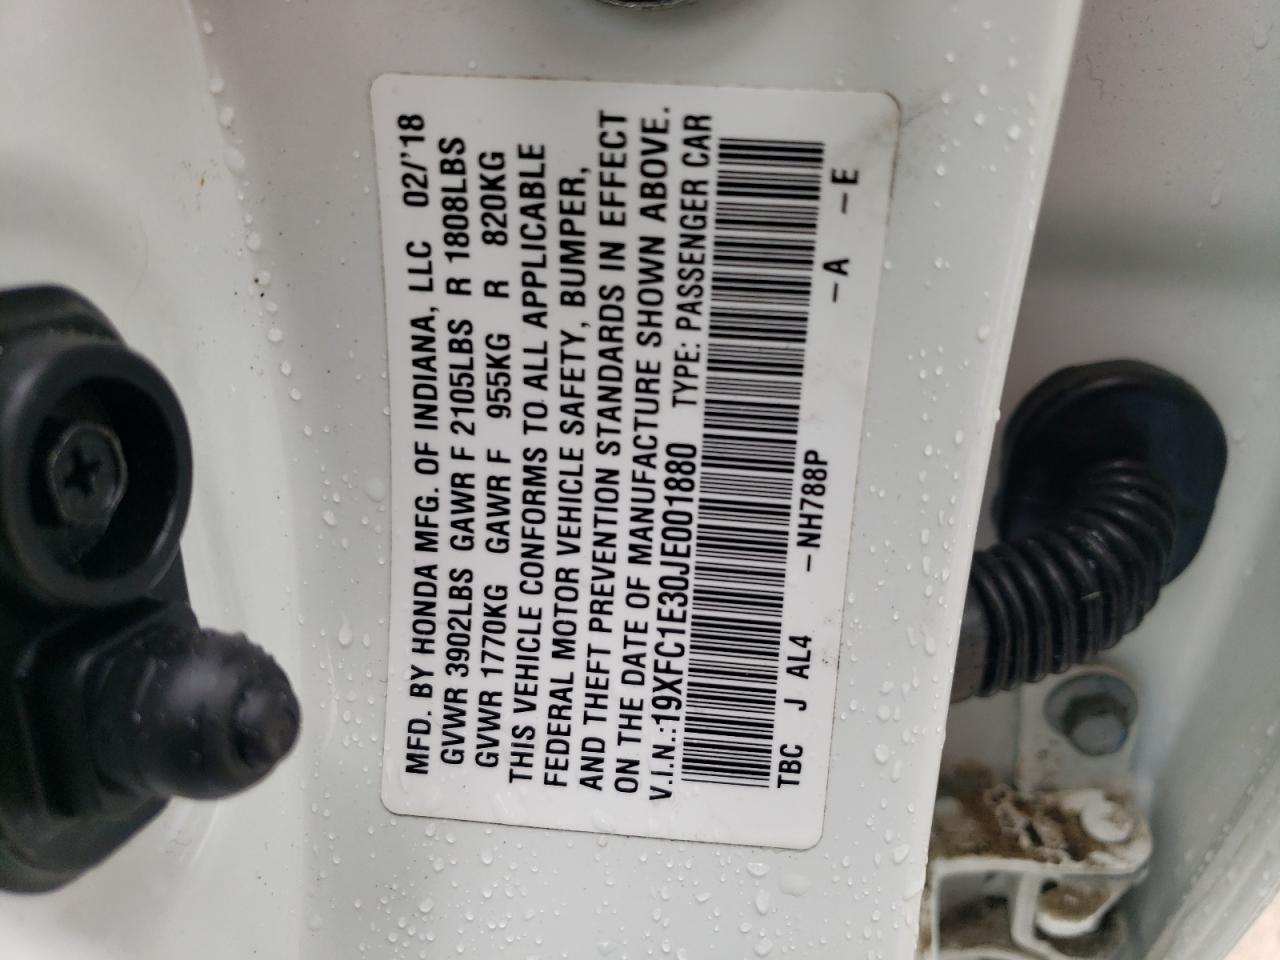 MFD. BY HONDA MFG. OF INDIANA, LLC 02/'18
GVWR 3902LBS GAWR F 2105LBS R 1808LBS
GVWR 1770KG GAWR F 955KG R 820KG
THIS VEHICLE CONFORMS TO ALL APPLICABLE
FEDERAL MOTOR VEHICLE SAFETY, BUMPER,
AND THEFT PREVENTION STANDARDS IN EFFECT
ON THE DATE OF MANUFACTURE SHOWN ABOVE.
V.I.N.:19XFC1E30JE001880 TYPE: PASSENGER CAR
TBC J AL4 –NH788P –A –E